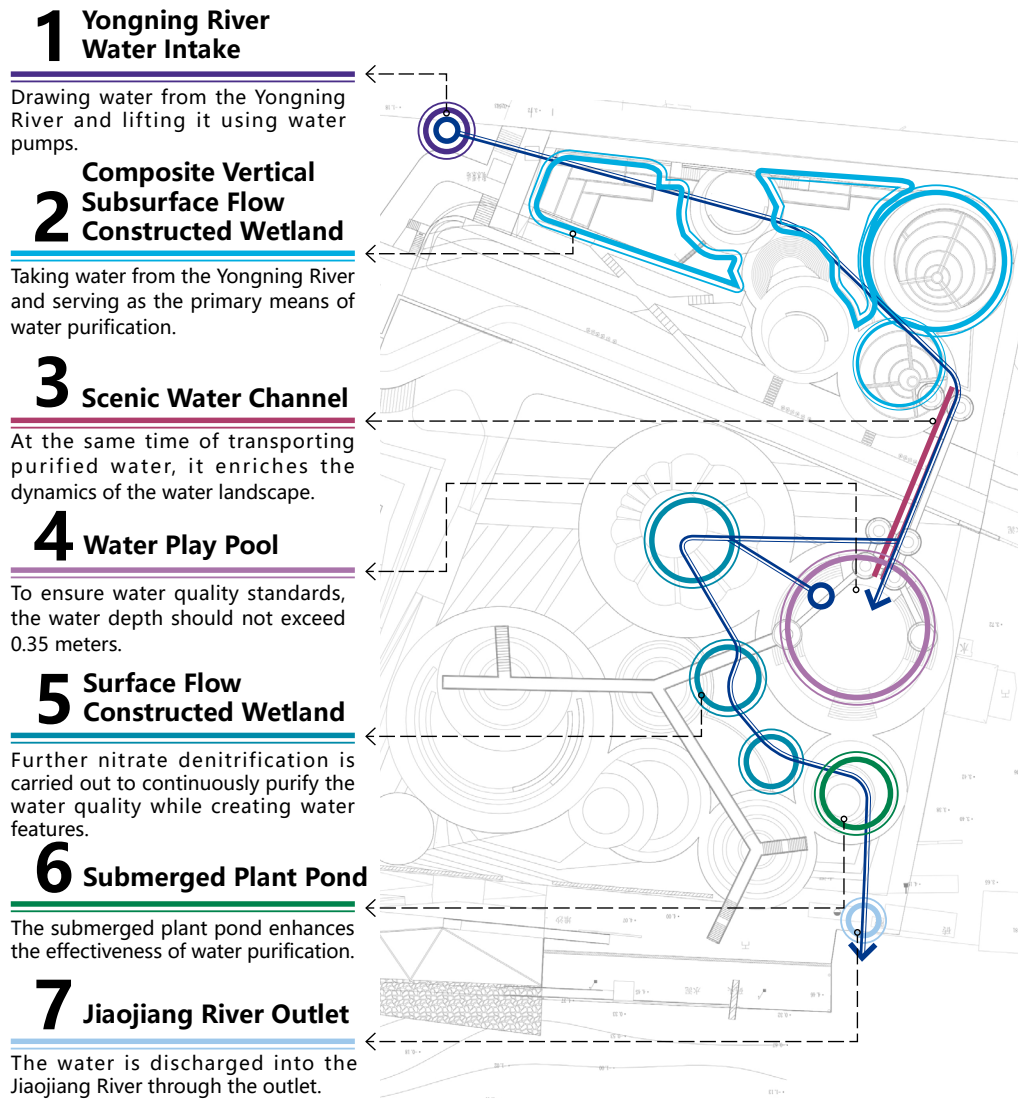 1 Yongning River
Water Intake
Drawing water from the Yongning
River and lifting it using water
pumps.
2 Composite Vertical
Subsurface Flow
Constructed Wetland
Taking water from the Yongning River
and serving as the primary means of
water purification.
3 Scenic Water Channel
At the same time of transporting
purified water, it enriches the
dynamics of the water landscape.
4 Water Play Pool
To ensure water quality standards,
the water depth should not exceed
0.35 meters.
5 Surface Flow
Constructed Wetland
Further nitrate denitrification is
carried out to continuously purify the
water quality while creating water
features.
6 Submerged Plant Pond
The submerged plant pond enhances
the effectiveness of water purification.
7 Jiaojiang River Outlet
The water is discharged into the
Jiaojiang River through the outlet.